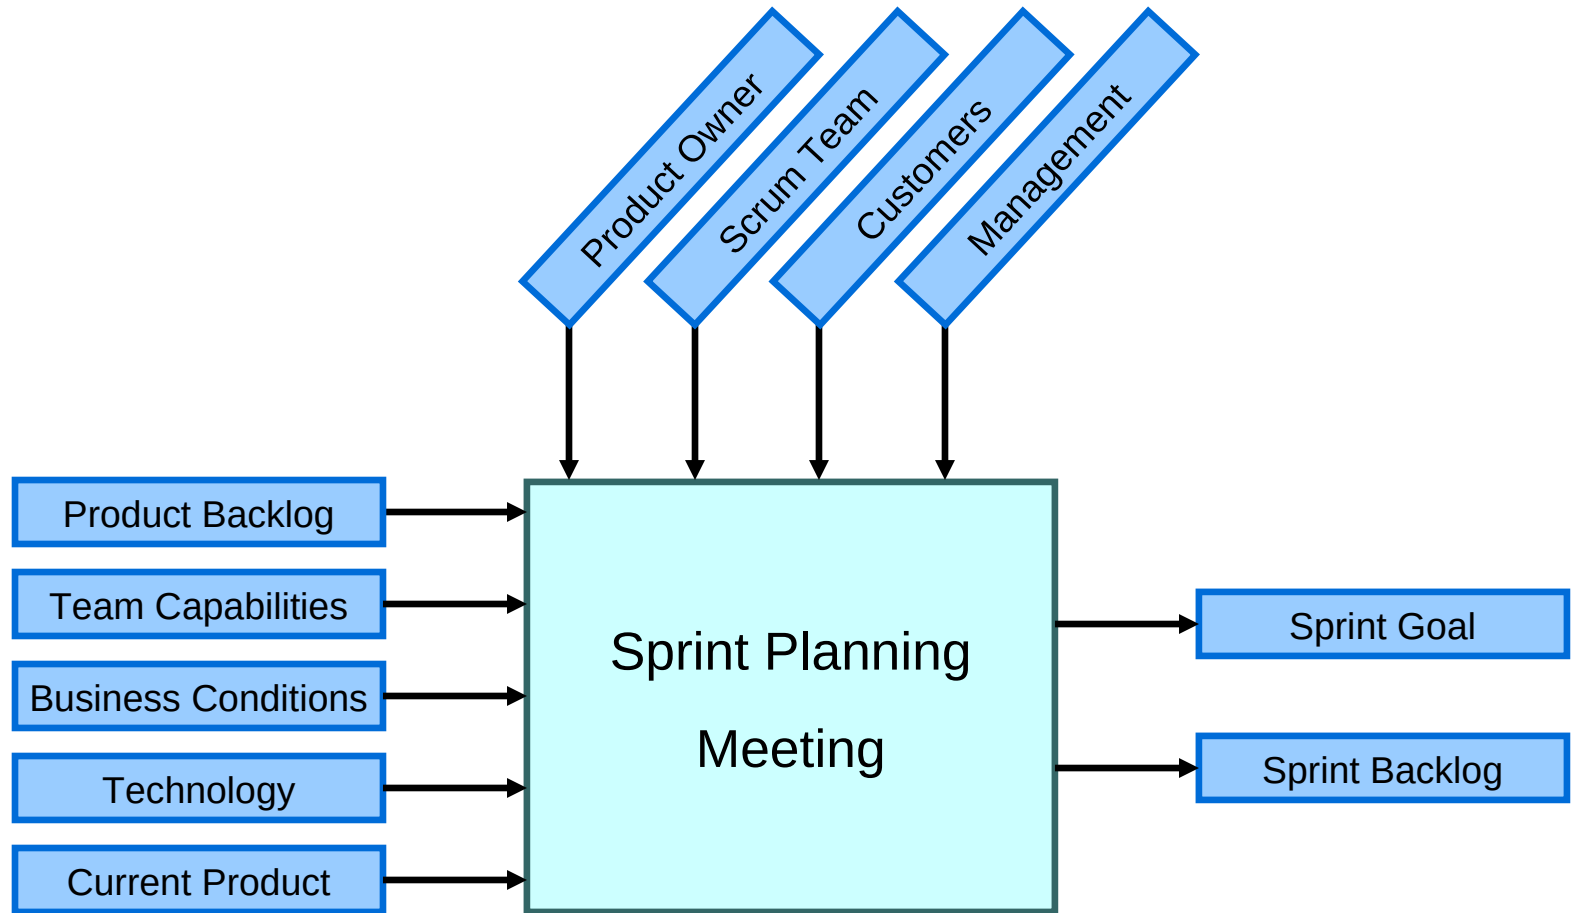 Product Owner
Scrum Team
Customers
Management
Product Backlog
Team Capabilities
Business Conditions
Technology
Current Product
Sprint Planning
Meeting
Sprint Goal
Sprint Backlog